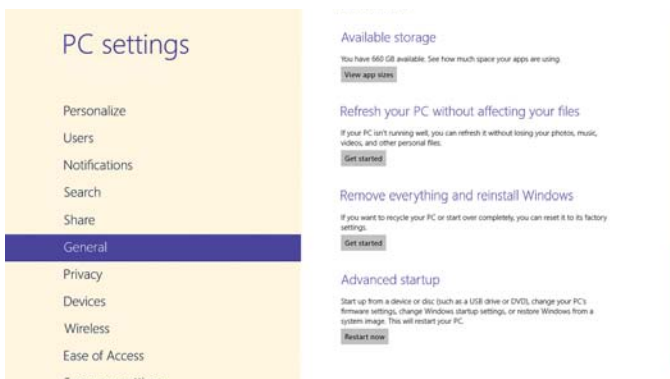 PC settings
Personalize
Users
Notifications
Search
Share
General
Privacy
Devices
Wireless
Ease of Access
Available storage
You have 660 GB available. See how much space your apps are using.
View app sizes
Refresh your PC without affecting your files
If your PC isn't running well, you can refresh it without losing your photos, music,
videos, and other personal files.
Get started
Remove everything and reinstall Windows
If you want to recycle your PC or start over completely, you can reset it to its factory
settings.
Get started
Advanced startup
Start up from a device or disc (such as a USB drive or DVD), change your PC's
firmware settings, change Windows startup settings, or restore Windows from a
system image. This will restart your PC.
Restart now